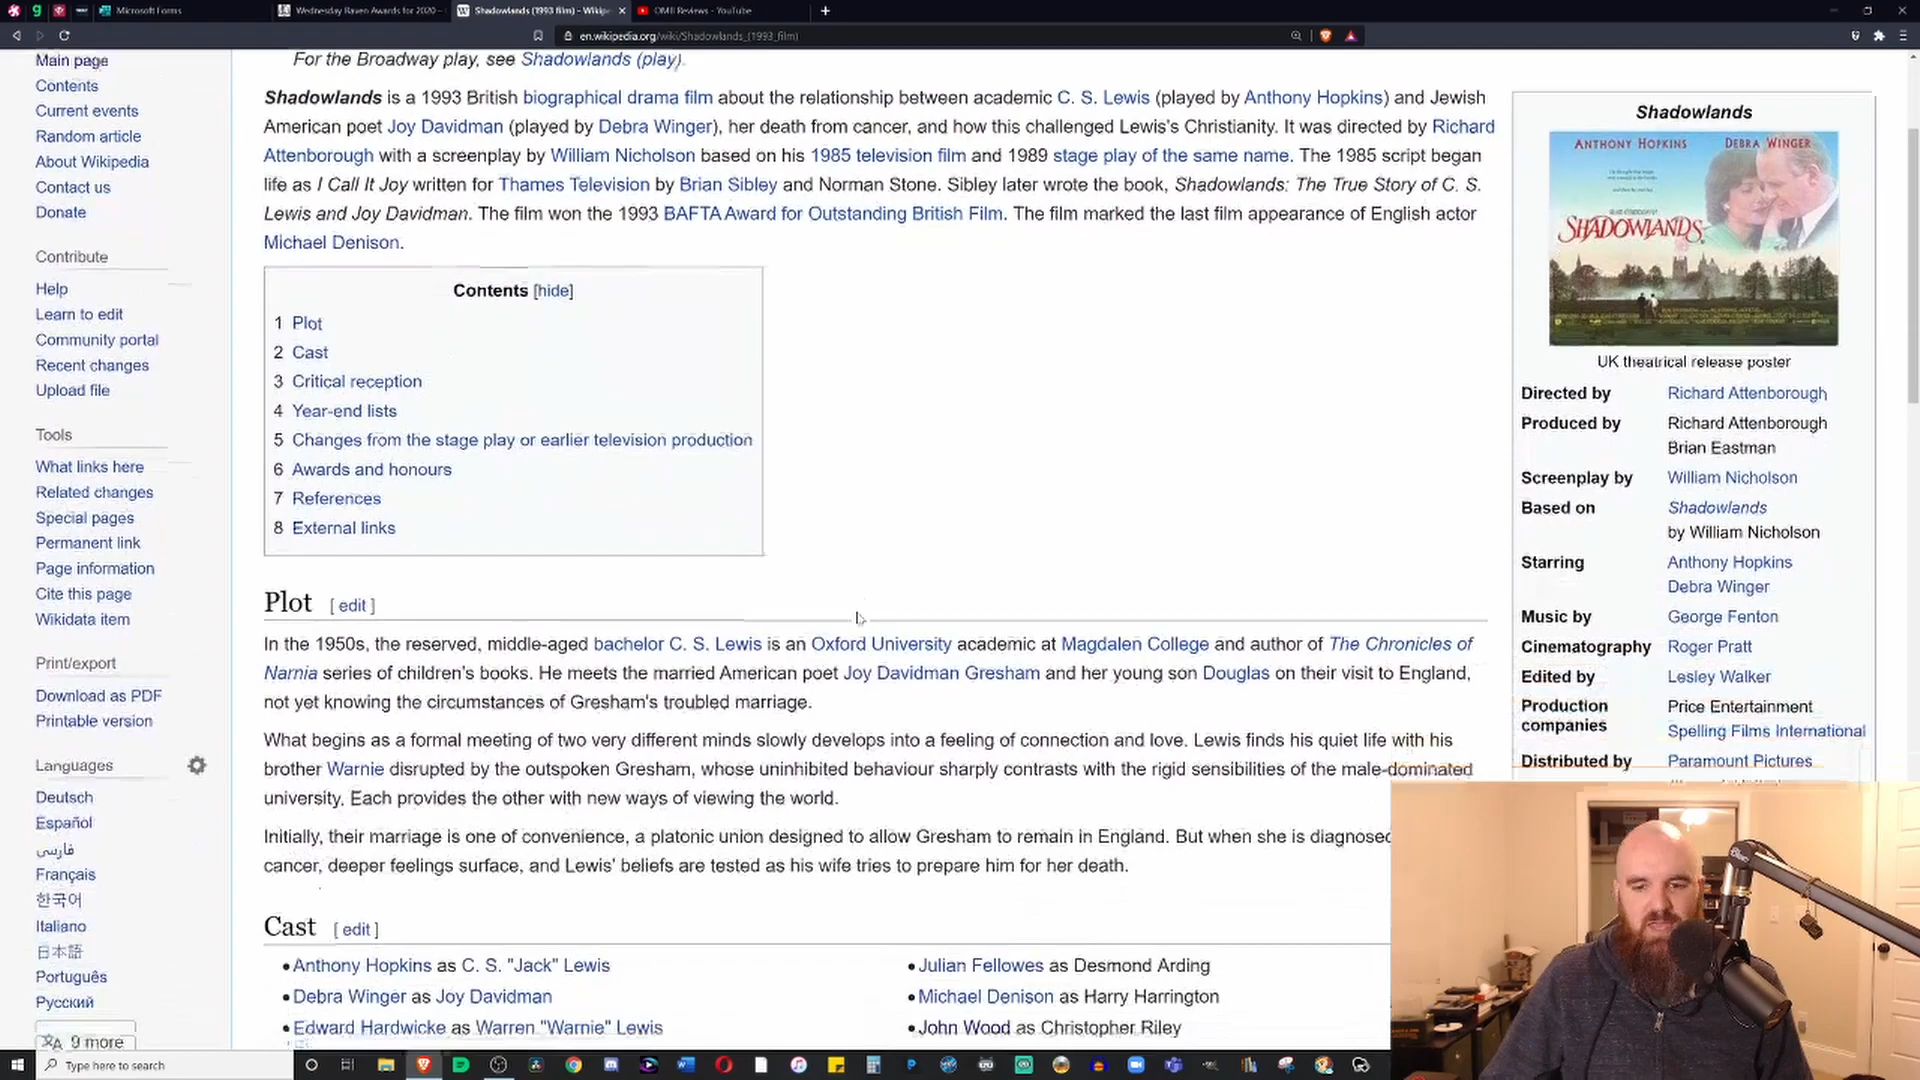 Microsoft Forms
Wednesday Raven Awards for 2020 –
Shadowlands (1993 film) - Wikipe
OMB Reviews - YouTube
en.wikipedia.org/wiki/Shadowlands_(1993_film)
Main page
Contents
Current events
Random article
About Wikipedia
Contact us
Donate
Contribute
Help
Learn to edit
Community portal
Recent changes
Upload file
Tools
What links here
Related changes
Special pages
Permanent link
Page information
Cite this page
Wikidata item
Print/export
Download as PDF
Printable version
Languages
Deutsch
Español
فارسی
Français
한국어
Italiano
日本語
Português
Русский
9 more
For the Broadway play, see Shadowlands (play).
Shadowlands is a 1993 British biographical drama film about the relationship between academic C. S. Lewis (played by Anthony Hopkins) and Jewish
American poet Joy Davidman (played by Debra Winger), her death from cancer, and how this challenged Lewis's Christianity. It was directed by Richard
Attenborough with a screenplay by William Nicholson based on his 1985 television film and 1989 stage play of the same name. The 1985 script began
life as I Call It Joy written for Thames Television by Brian Sibley and Norman Stone. Sibley later wrote the book, Shadowlands: The True Story of C. S.
Lewis and Joy Davidman. The film won the 1993 BAFTA Award for Outstanding British Film. The film marked the last film appearance of English actor
Michael Denison.
Contents [hide]
1 Plot
2 Cast
3 Critical reception
4 Year-end lists
5 Changes from the stage play or earlier television production
6 Awards and honours
7 References
8 External links
Plot [ edit ]
In the 1950s, the reserved, middle-aged bachelor C. S. Lewis is an Oxford University academic at Magdalen College and author of The Chronicles of
Narnia series of children's books. He meets the married American poet Joy Davidman Gresham and her young son Douglas on their visit to England,
not yet knowing the circumstances of Gresham's troubled marriage.
What begins as a formal meeting of two very different minds slowly develops into a feeling of connection and love. Lewis finds his quiet life with his
brother Warnie disrupted by the outspoken Gresham, whose uninhibited behaviour sharply contrasts with the rigid sensibilities of the male-dominated
university. Each provides the other with new ways of viewing the world.
Initially, their marriage is one of convenience, a platonic union designed to allow Gresham to remain in England. But when she is diagnosed
cancer, deeper feelings surface, and Lewis' beliefs are tested as his wife tries to prepare him for her death.
Cast [ edit ]
• Anthony Hopkins as C. S. "Jack" Lewis
• Debra Winger as Joy Davidman
• Edward Hardwicke as Warren "Warnie" Lewis
• Julian Fellowes as Desmond Arding
• Michael Denison as Harry Harrington
• John Wood as Christopher Riley
Shadowlands
ANTHONY HOPKINS DEBRA WINGER
SHADOWLANDS
UK theatrical release poster
Directed by Richard Attenborough
Produced by Richard Attenborough
Brian Eastman
Screenplay by William Nicholson
Based on Shadowlands
by William Nicholson
Starring Anthony Hopkins
Debra Winger
Music by George Fenton
Cinematography Roger Pratt
Edited by Lesley Walker
Production companies Price Entertainment
Spelling Films International
Distributed by Paramount Pictures
Type here to search